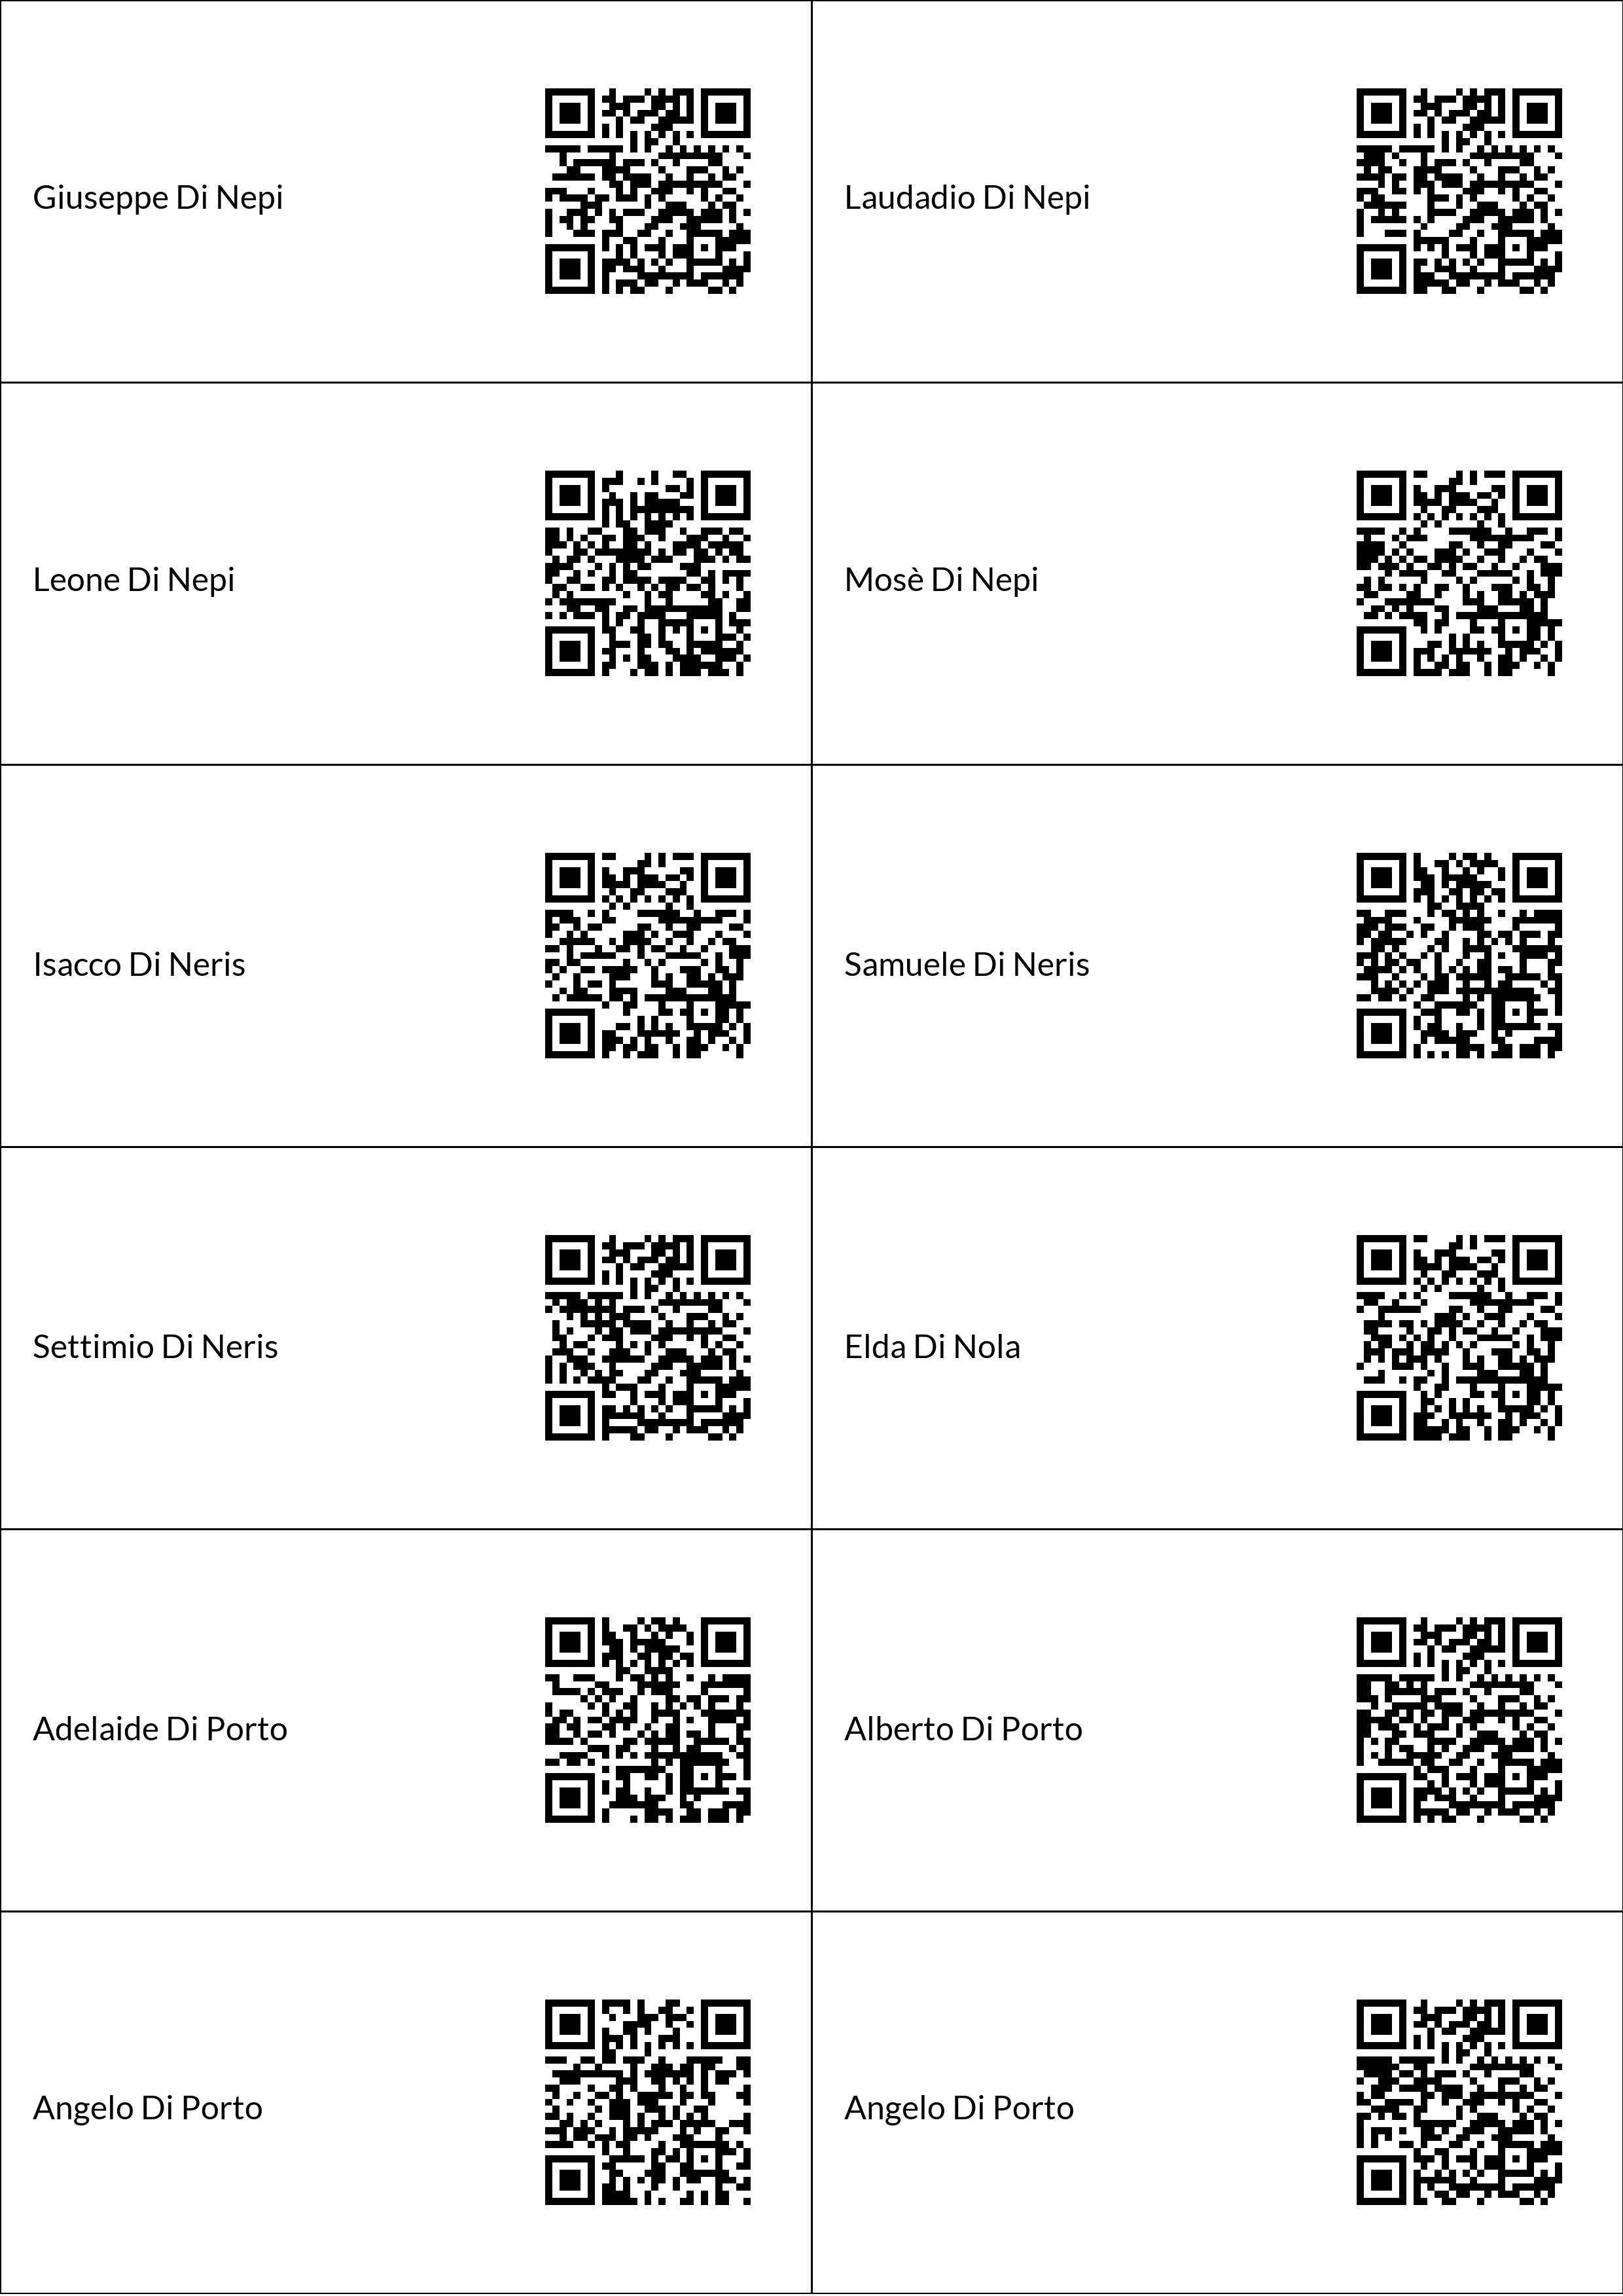 Giuseppe Di Nepi
Laudadio Di Nepi
Leone Di Nepi
Mosè Di Nepi
Isacco Di Neris
Samuele Di Neris
Settimio Di Neris
Elda Di Nola
Adelaide Di Porto
Alberto Di Porto
Angelo Di Porto
Angelo Di Porto